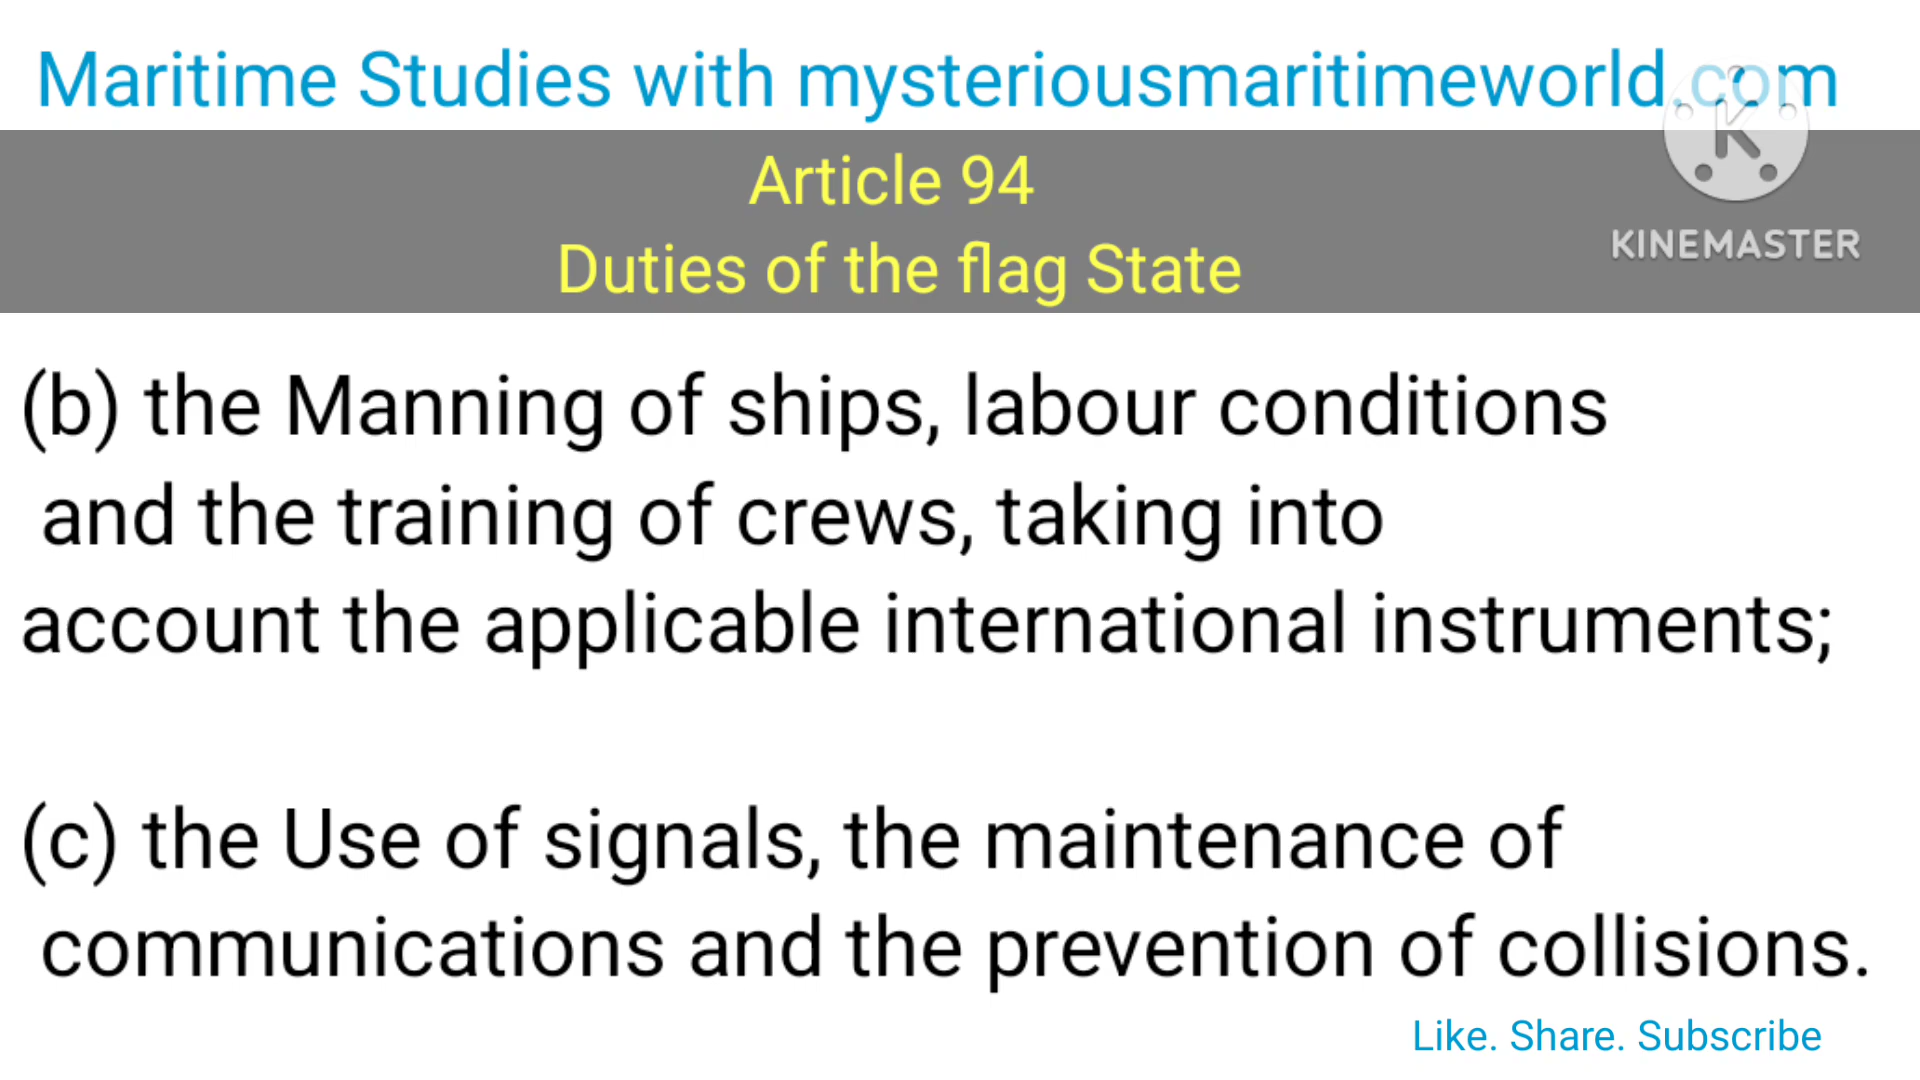 Maritime Studies with mysteriousmaritimeworld.com
K
Article 94
KINEMASTER
Duties of the flag State
(b) the Manning of ships, labour conditions
and the training of crews, taking into
account the applicable international instruments;
(c) the Use of signals, the maintenance of
communications and the prevention of collisions.
Like. Share. Subscribe